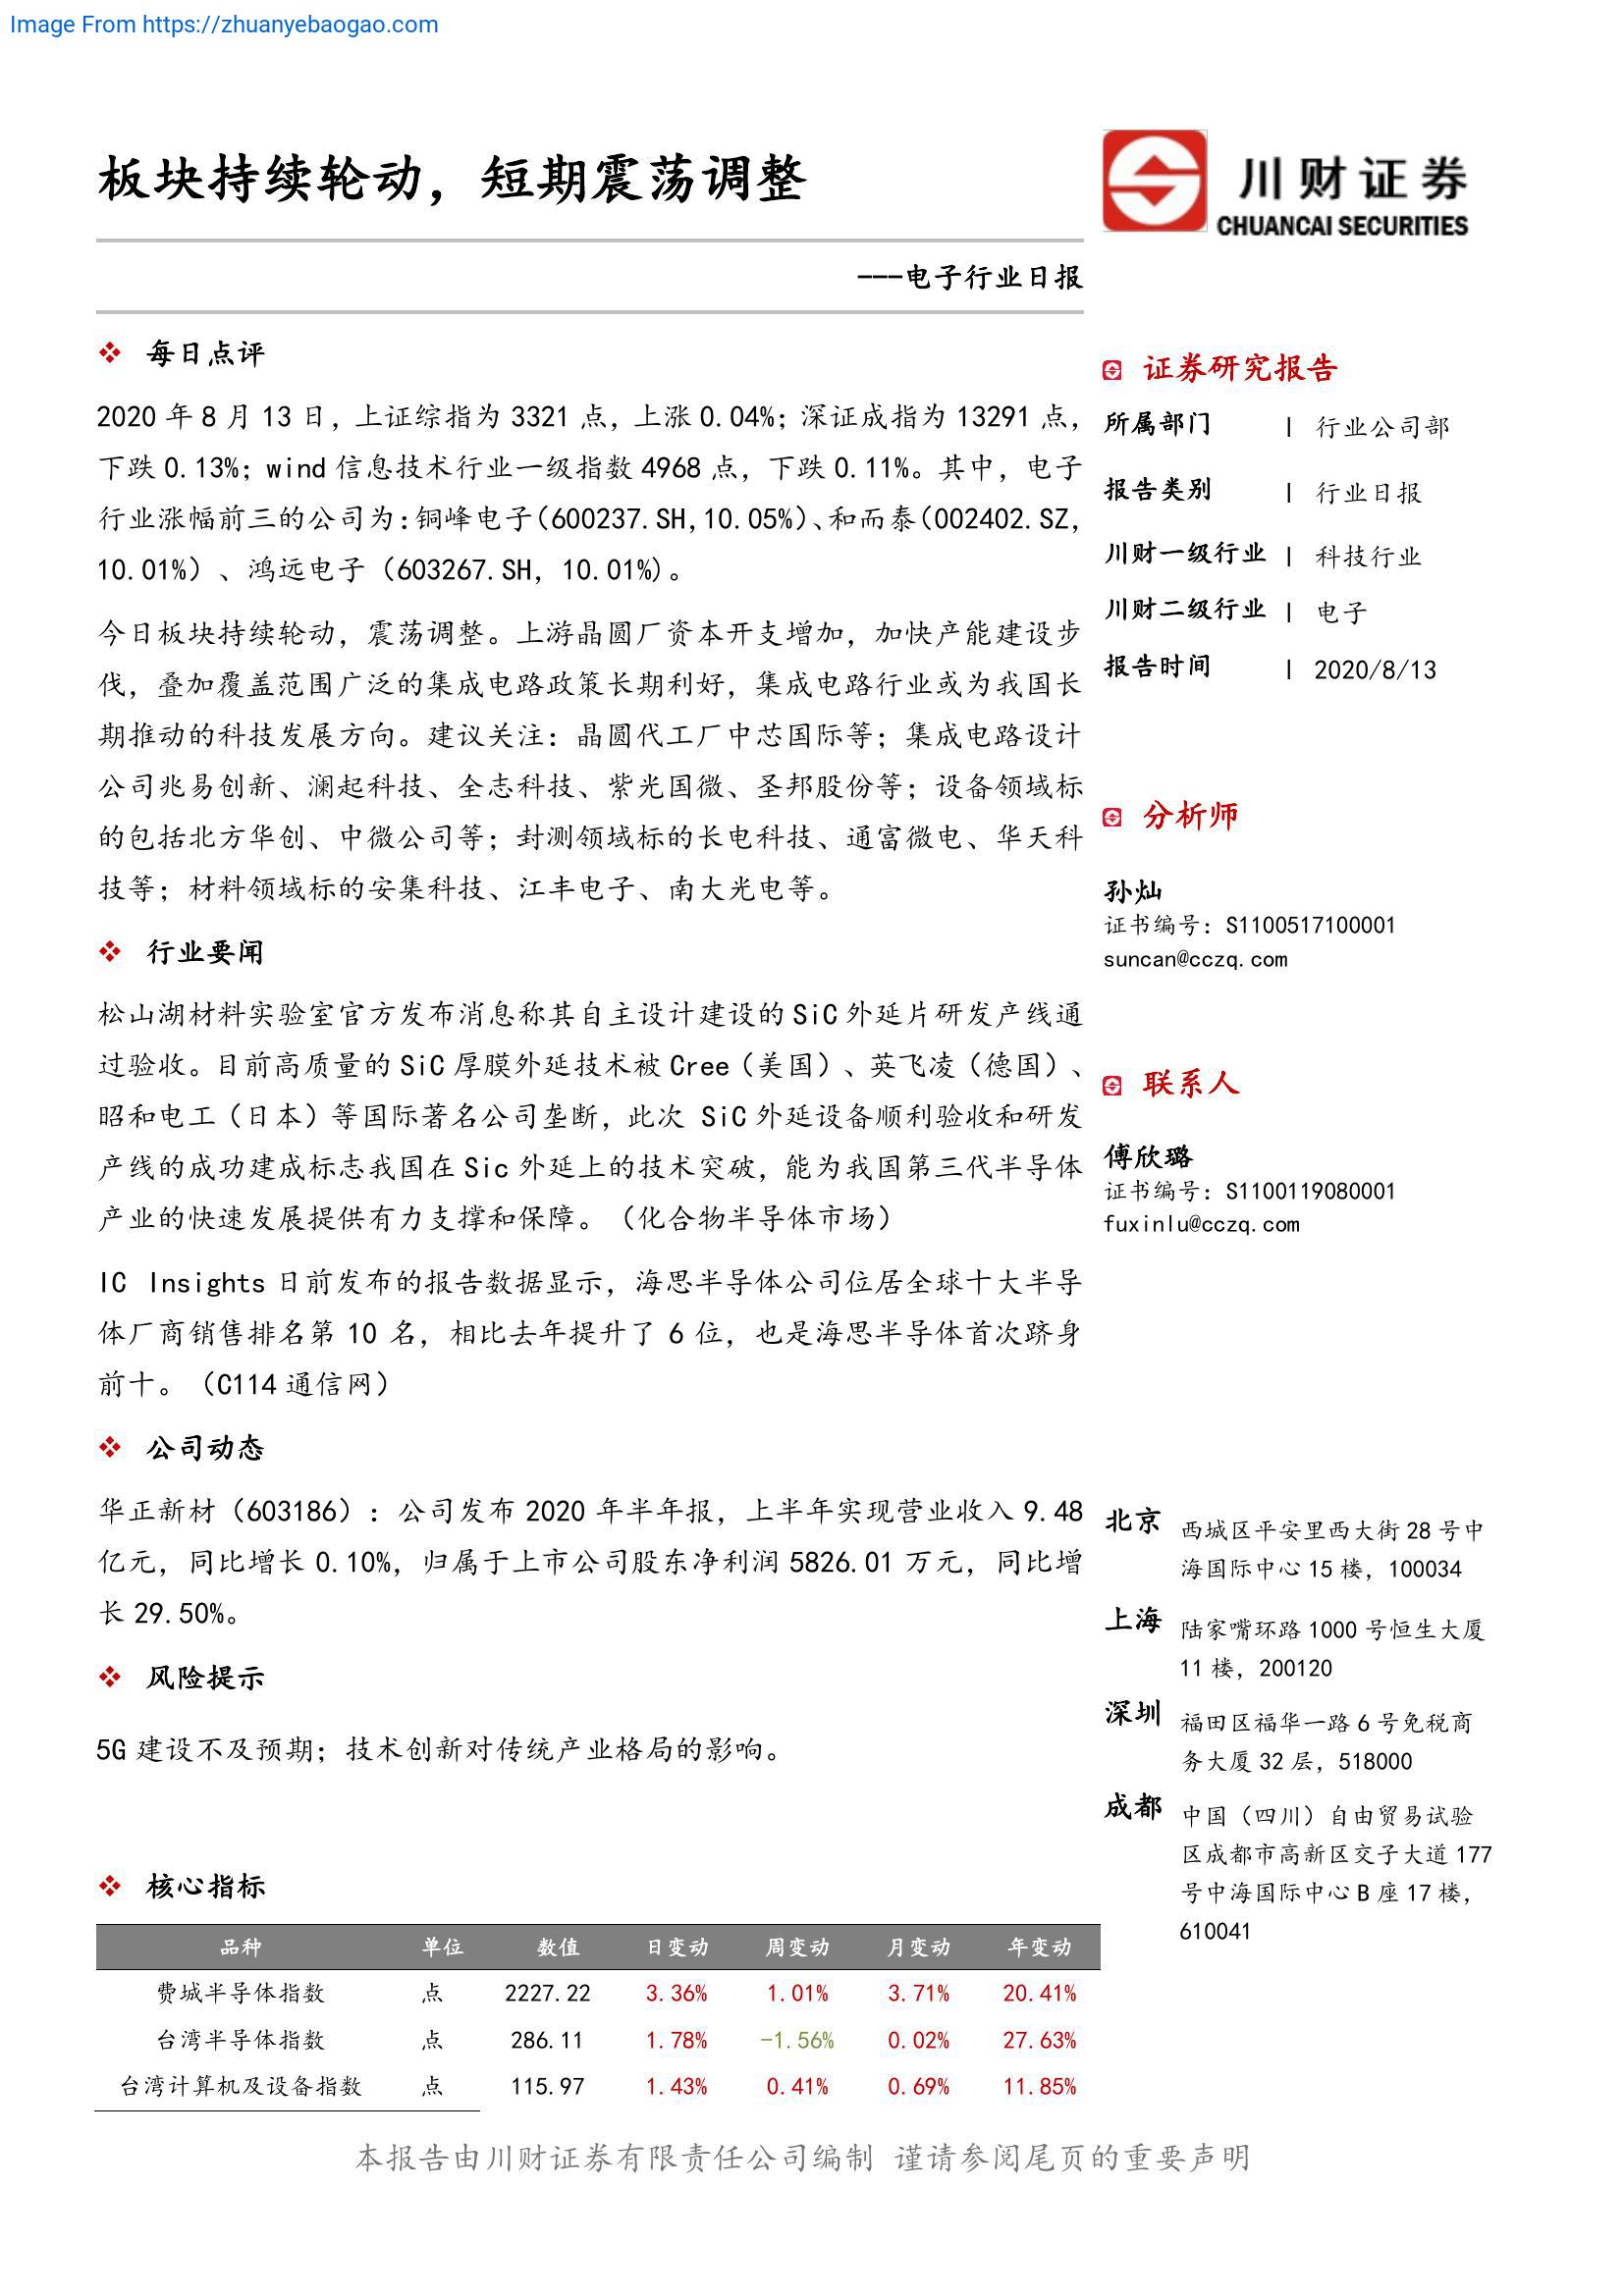 Image From https://zhuanyebaogao.com
板块持续轮动，短期震荡调整
川财证券
CHUANCAI SECURITIES
---电子行业日报
❖ 每日点评
2020 年 8 月 13 日，上证综指为 3321 点，上涨 0.04%；深证成指为 13291 点，
下跌 0.13%；wind 信息技术行业一级指数 4968 点，下跌 0.11%。其中，电子
行业涨幅前三的公司为：铜峰电子（600237.SH，10.05%）、和而泰（002402.SZ，
10.01%）、鸿远电子（603267.SH，10.01%)。
今日板块持续轮动，震荡调整。上游晶圆厂资本开支增加，加快产能建设步
伐，叠加覆盖范围广泛的集成电路政策长期利好，集成电路行业或为我国长
期推动的科技发展方向。建议关注：晶圆代工厂中芯国际等；集成电路设计
公司兆易创新、澜起科技、全志科技、紫光国微、圣邦股份等；设备领域标
的包括北方华创、中微公司等；封测领域标的长电科技、通富微电、华天科
技等；材料领域标的安集科技、江丰电子、南大光电等。
❖ 行业要闻
松山湖材料实验室官方发布消息称其自主设计建设的 SiC 外延片研发产线通
过验收。目前高质量的 SiC 厚膜外延技术被 Cree（美国）、英飞凌（德国）、
昭和电工（日本）等国际著名公司垄断，此次 SiC 外延设备顺利验收和研发
产线的成功建成标志我国在 Sic 外延上的技术突破，能为我国第三代半导体
产业的快速发展提供有力支撑和保障。（化合物半导体市场）
IC Insights 日前发布的报告数据显示，海思半导体公司位居全球十大半导
体厂商销售排名第 10 名，相比去年提升了 6 位，也是海思半导体首次跻身
前十。（C114 通信网）
❖ 公司动态
华正新材（603186）：公司发布 2020 年半年报，上半年实现营业收入 9.48
亿元，同比增长 0.10%，归属于上市公司股东净利润 5826.01 万元，同比增
长 29.50%。
❖ 风险提示
5G 建设不及预期；技术创新对传统产业格局的影响。
❖ 核心指标
品种 单位 数值 日变动 周变动 月变动 年变动
费城半导体指数 点 2227.22 3.36% 1.01% 3.71% 20.41%
台湾半导体指数 点 286.11 1.78% -1.56% 0.02% 27.63%
台湾计算机及设备指数 点 115.97 1.43% 0.41% 0.69% 11.85%
证券研究报告
所属部门 | 行业公司部
报告类别 | 行业日报
川财一级行业 | 科技行业
川财二级行业 | 电子
报告时间 | 2020/8/13
分析师
孙灿
证书编号：S1100517100001
suncan@cczq.com
联系人
傅欣璐
证书编号：S1100119080001
fuxinlu@cczq.com
北京 西城区平安里西大街 28 号中
海国际中心 15 楼，100034
上海 陆家嘴环路 1000 号恒生大厦
11 楼，200120
深圳 福田区福华一路 6 号免税商
务大厦 32 层，518000
成都 中国（四川）自由贸易试验
区成都市高新区交子大道 177
号中海国际中心 B 座 17 楼，
610041
本报告由川财证券有限责任公司编制 谨请参阅尾页的重要声明